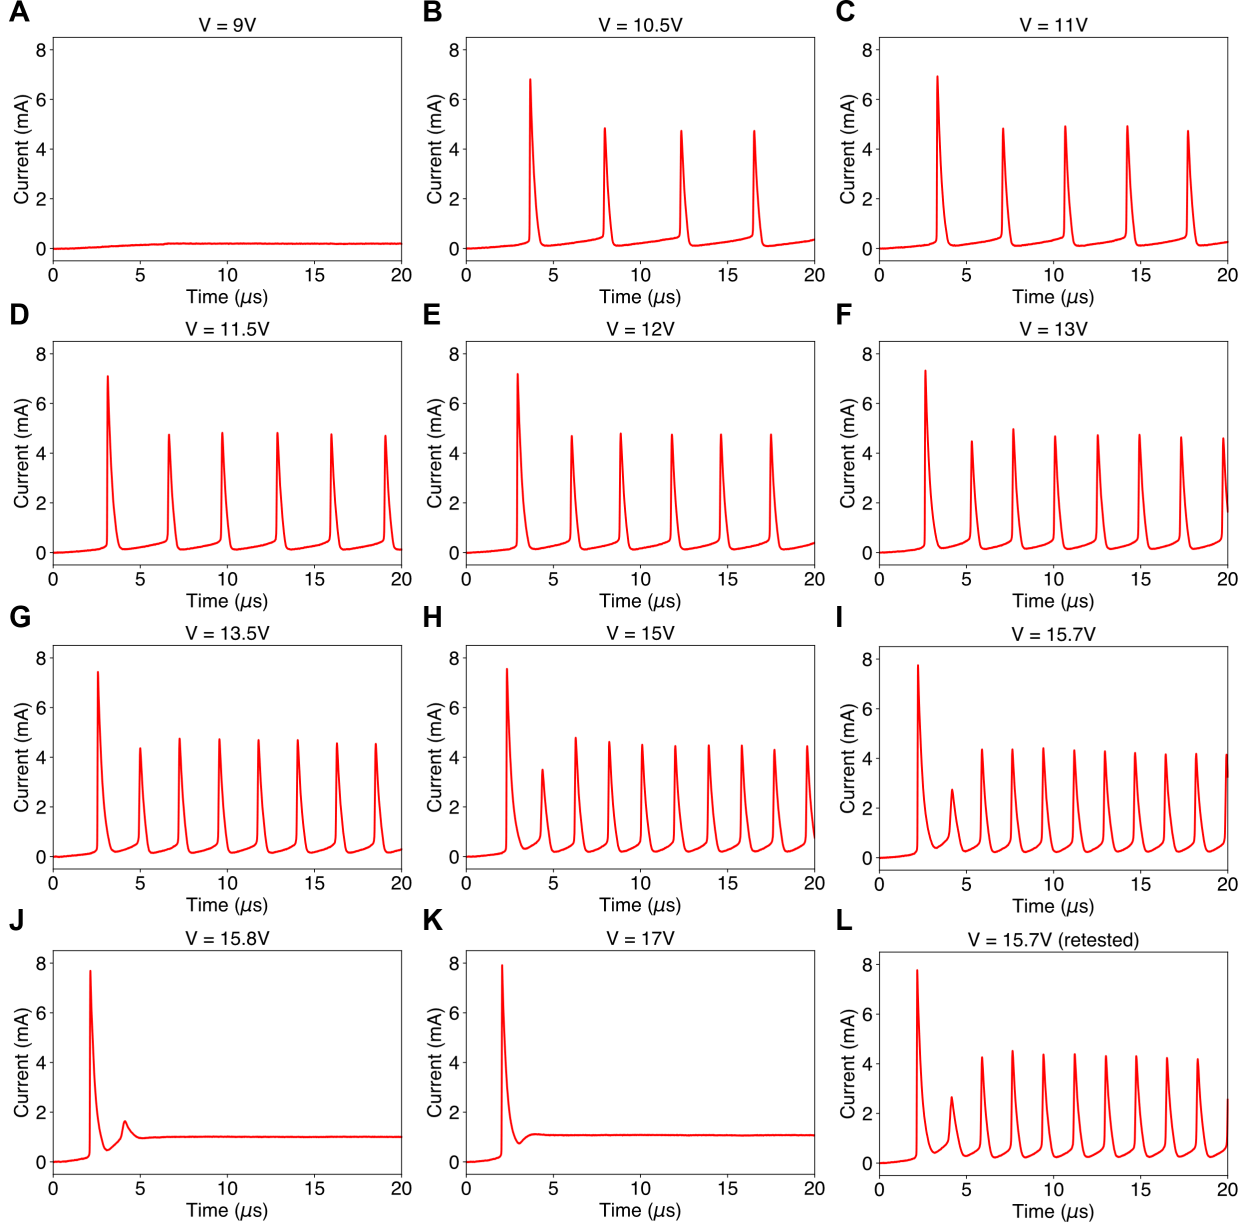 A B C
V = 9V V = 10.5V V = 11V
Current (mA) Current (mA) Current (mA)
8 8 8
6 6 6
4 4 4
2 2 2
0 0 0
0 5 10 15 20 0 5 10 15 20 0 5 10 15 20
Time (μs) Time (μs) Time (μs)
D E F
V = 11.5V V = 12V V = 13V
Current (mA) Current (mA) Current (mA)
8 8 8
6 6 6
4 4 4
2 2 2
0 0 0
0 5 10 15 20 0 5 10 15 20 0 5 10 15 20
Time (μs) Time (μs) Time (μs)
G H I
V = 13.5V V = 15V V = 15.7V
Current (mA) Current (mA) Current (mA)
8 8 8
6 6 6
4 4 4
2 2 2
0 0 0
0 5 10 15 20 0 5 10 15 20 0 5 10 15 20
Time (μs) Time (μs) Time (μs)
J K L
V = 15.8V V = 17V V = 15.7V (retested)
Current (mA) Current (mA) Current (mA)
8 8 8
6 6 6
4 4 4
2 2 2
0 0 0
0 5 10 15 20 0 5 10 15 20 0 5 10 15 20
Time (μs) Time (μs) Time (μs)